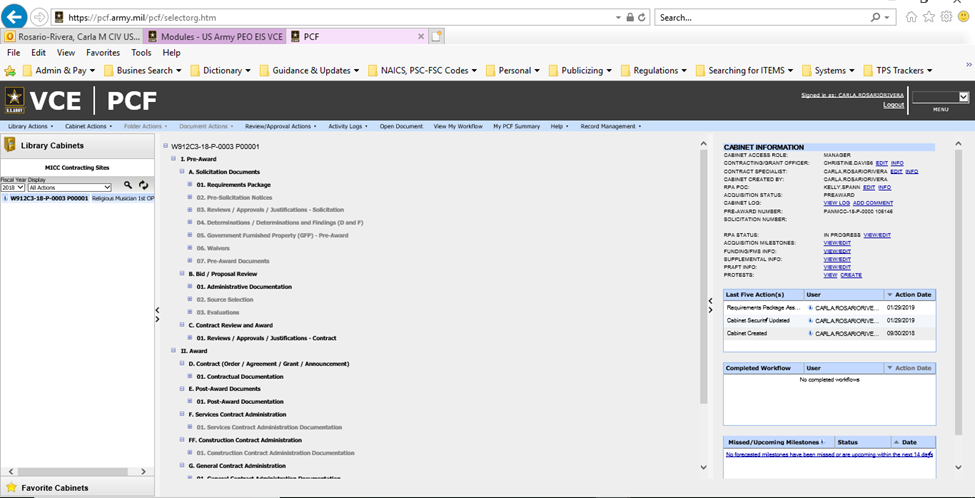 https://pcf.army.mil/pcf/selectorg.htm
Search...
Rosario-Rivera, Carla M CIV US...
Modules - US Army PEO EIS VCE
PCF
File Edit View Favorites Tools Help
Admin & Pay
Busines Search
Dictionary
Guidance & Updates
NAICS, PSC-FSC Codes
Personal
Publicizing
Regulations
Searching for ITEMS
Systems
TPS Trackers
U.S. ARMY
VCE | PCF
Signed in as: CARLA.ROSARIORIVERA
Logout
MENU
Library Actions
Cabinet Actions
Folder Actions
Document Actions
Review/Approval Actions
Activity Logs
Open Document
View My Workflow
My PCF Summary
Help
Record Management
Library Cabinets
MICC Contracting Sites
Fiscal Year Display
2018 All Actions
W912C3-18-P-0003 P00001 Religious Musician 1st OP
Favorite Cabinets
W912C3-18-P-0003 P00001
I. Pre-Award
A. Solicitation Documents
01. Requirements Package
02. Pre-Solicitation Notices
03. Reviews / Approvals / Justifications - Solicitation
04. Determinations / Determinations and Findings (D and F)
05. Government Furnished Property (GFP) - Pre-Award
06. Waivers
07. Pre-Award Documents
B. Bid / Proposal Review
01. Administrative Documentation
02. Source Selection
03. Evaluations
C. Contract Review and Award
01. Reviews / Approvals / Justifications - Contract
II. Award
D. Contract (Order / Agreement / Grant / Announcement)
01. Contractual Documentation
E. Post-Award Documents
01. Post-Award Documentation
F. Services Contract Administration
01. Services Contract Administration Documentation
FF. Construction Contract Administration
01. Construction Contract Administration Documentation
G. General Contract Administration
01. General Contract Administration Documentation
CABINET INFORMATION
CABINET ACCESS ROLE: MANAGER
CONTRACTING/GRANT OFFICER: CHRISTINE.DAVIS6 EDIT INFO
CONTRACT SPECIALIST: CARLA.ROSARIORIVERA EDIT INFO
CABINET CREATED BY: CARLA.ROSARIORIVERA
RPA POC: KELLY.SPANN EDIT INFO
ACQUISITION STATUS: PREAWARD
CABINET LOG: VIEW LOG ADD COMMENT
PRE-AWARD NUMBER: PANMCC-18-P-0000 106146
SOLICITATION NUMBER:
RPA STATUS: IN PROGRESS VIEW/EDIT
ACQUISITION MILESTONES: VIEW/EDIT
FUNDING/FMS INFO: VIEW/EDIT
SUPPLEMENTAL INFO: VIEW/EDIT
PRAFT INFO: VIEW/EDIT
PROTESTS: VIEW CREATE
Last Five Action(s) User Action Date
Requirements Package Ass... CARLA.ROSARIORIVE... 01/29/2019
Cabinet Security Updated CARLA.ROSARIORIVE... 01/29/2019
Cabinet Created CARLA.ROSARIORIVE... 09/30/2018
Completed Workflow User Action Date
No completed workflows
Missed/Upcoming Milestones Status Date
No forecasted milestones have been missed or are upcoming within the next 14 days